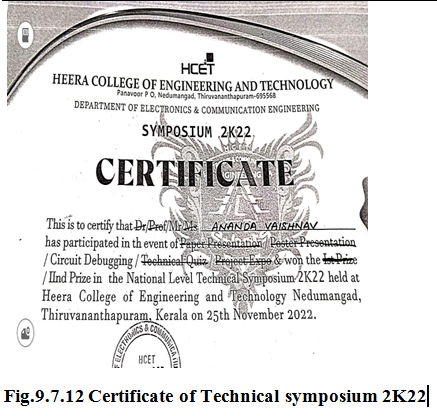 HCET
HEERA COLLEGE OF ENGINEERING AND TECHNOLOGY
Panavoor P O, Nedumangad, Thiruvananthapuram-695568
DEPARTMENT OF ELECTRONICS & COMMUNICATION ENGINEERING
SYMPOSIUM 2K22
CERTIFICATE
This is to certify that Dr/Prof/Mr/Ms ANANDA VAISHNAV
has participated in the event of Paper Presentation / Poster Presentation
/ Circuit Debugging / Technical Quiz / Project Expo & won the Ist Prize
/ IInd Prize in the National Level Technical Symposium 2K22 held at
Heera College of Engineering and Technology Nedumangad,
Thiruvananthapuram, Kerala on 25th November 2022.
ELECTRONICS & COMMUNICATION
HCET
Fig.9.7.12 Certificate of Technical symposium 2K22